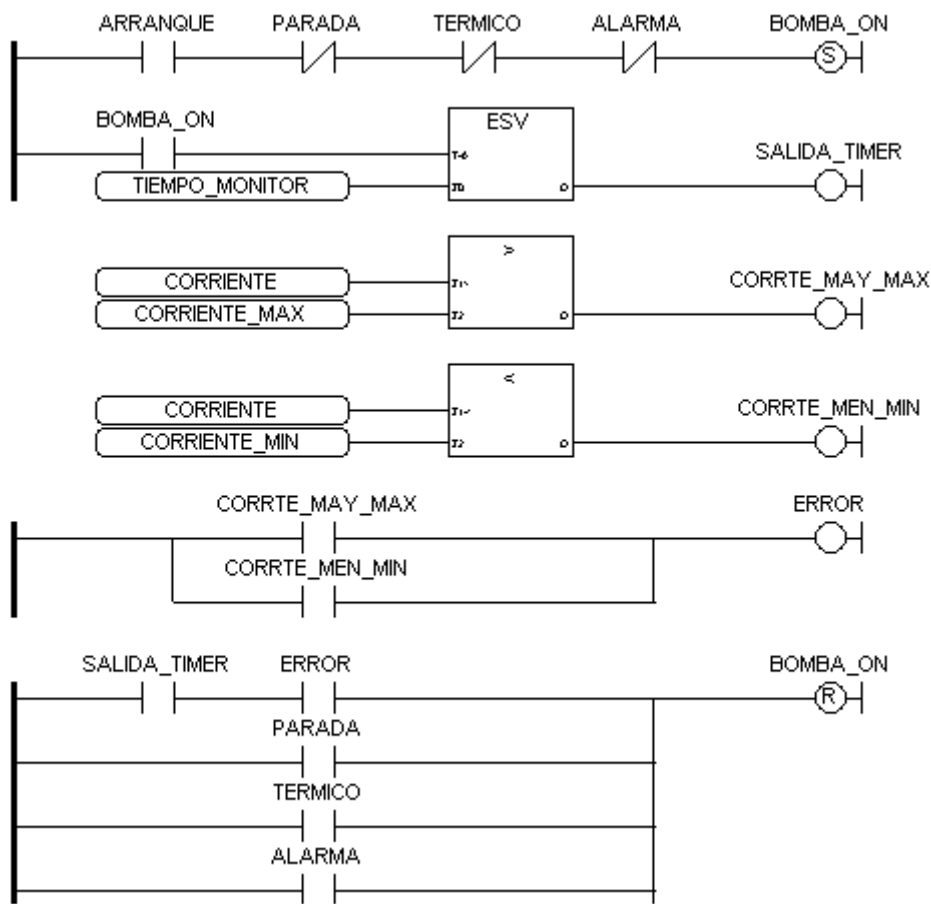 ARRANQUE PARADA TERMICO ALARMA BOMBA_ON
S
BOMBA_ON ESV
SALIDA_TIMER
TIEMPO_MONITOR
>
CORRIENTE CORRTE_MAY_MAX
CORRIENTE_MAX
<
CORRIENTE CORRTE_MEN_MIN
CORRIENTE_MIN
CORRTE_MAY_MAX ERROR
CORRTE_MEN_MIN
SALIDA_TIMER ERROR BOMBA_ON
R
PARADA
TERMICO
ALARMA